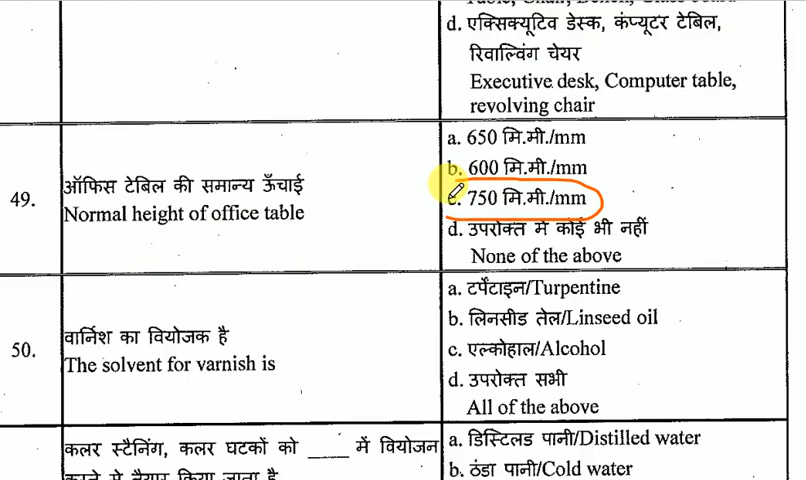 d. एक्सिक्यूटिव डेस्क, कंप्यूटर टेबिल,
रिवाल्विंग चेयर
Executive desk, Computer table,
revolving chair
49.
ऑफिस टेबिल की समान्य ऊँचाई
Normal height of office table
a. 650 मि.मी./mm
b. 600 मि.मी./mm
c. 750 मि.मी./mm
d. उपरोक्त में कोई भी नहीं
None of the above
50.
वार्निश का वियोजक है
The solvent for varnish is
a. टर्पेंटाइन/Turpentine
b. लिनसीड तेल/Linseed oil
c. एल्कोहाल/Alcohol
d. उपरोक्त सभी
All of the above
कलर स्टैनिंग, कलर घटकों को ____ में वियोजन
करने से तैयार किया जाता है
a. डिस्टिलड पानी/Distilled water
b. ठंडा पानी/Cold water